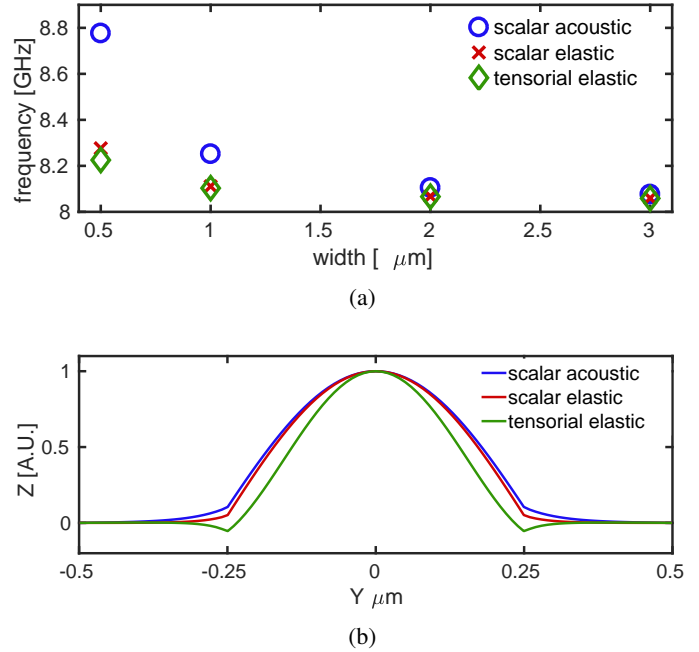 8.8
8.6
8.4
8.2
8
frequency [GHz]
scalar acoustic
scalar elastic
tensorial elastic
0.5 1 1.5 2 2.5 3
width [ μm]
(a)
1
0.5
0
Z [A.U.]
scalar acoustic
scalar elastic
tensorial elastic
-0.5 -0.25 0 0.25 0.5
Y μm
(b)